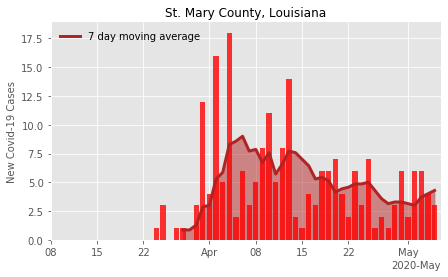 St. Mary County, Louisiana
7 day moving average
New Covid-19 Cases
17.5
15.0
12.5
10.0
7.5
5.0
2.5
0.0
08
15
22
Apr
08
15
22
May
2020-May